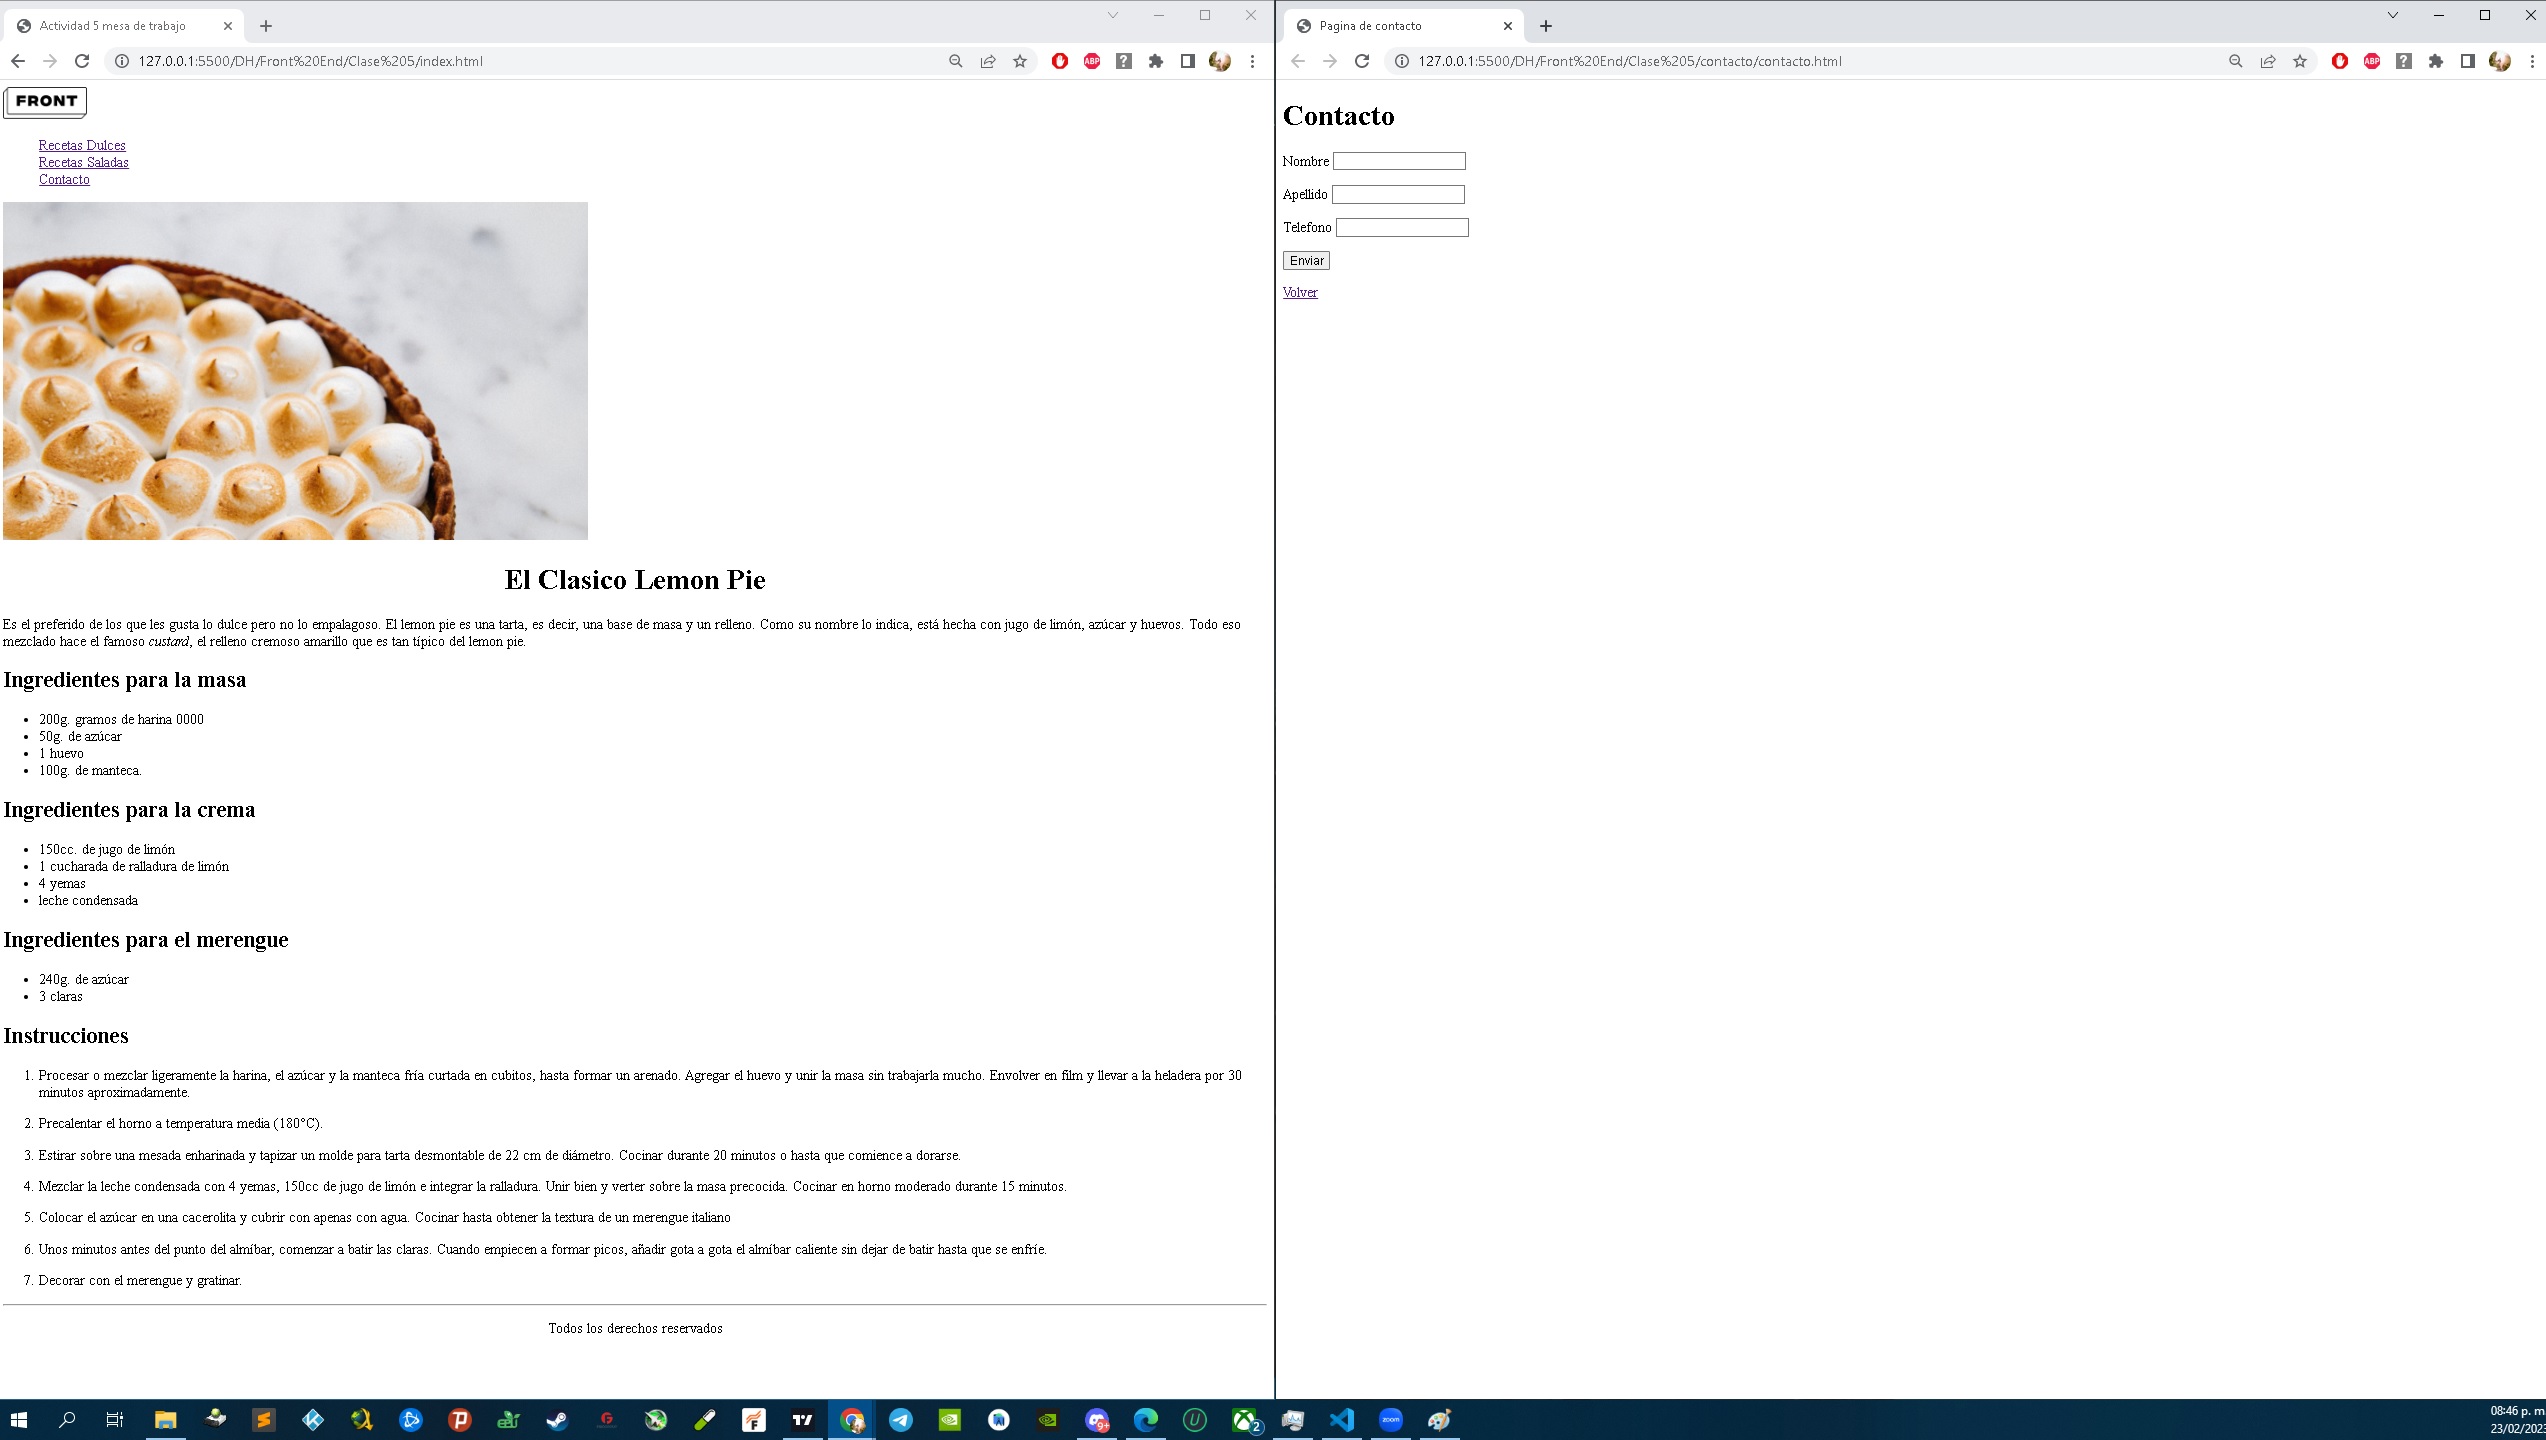 Actividad 5 mesa de trabajo
127.0.0.1:5500/DH/Front%20End/Clase%205/index.html
ABP
FRONT
Recetas Dulces
Recetas Saladas
Contacto
El Clasico Lemon Pie
Es el preferido de los que les gusta lo dulce pero no lo empalagoso. El lemon pie es una tarta, es decir, una base de masa y un relleno. Como su nombre lo indica, está hecha con jugo de limón, azúcar y huevos. Todo eso
mezclado hace el famoso custard, el relleno cremoso amarillo que es tan típico del lemon pie.
Ingredientes para la masa
• 200g. gramos de harina 0000
• 50g. de azúcar
• 1 huevo
• 100g. de manteca.
Ingredientes para la crema
• 150cc. de jugo de limón
• 1 cucharada de ralladura de limón
• 4 yemas
• leche condensada
Ingredientes para el merengue
• 240g. de azúcar
• 3 claras
Instrucciones
1. Procesar o mezclar ligeramente la harina, el azúcar y la manteca fría curtada en cubitos, hasta formar un arenado. Agregar el huevo y unir la masa sin trabajarla mucho. Envolver en film y llevar a la heladera por 30
minutos aproximadamente.
2. Precalentar el horno a temperatura media (180°C).
3. Estirar sobre una mesada enharinada y tapizar un molde para tarta desmontable de 22 cm de diámetro. Cocinar durante 20 minutos o hasta que comience a dorarse.
4. Mezclar la leche condensada con 4 yemas, 150cc de jugo de limón e integrar la ralladura. Unir bien y verter sobre la masa precocida. Cocinar en horno moderado durante 15 minutos.
5. Colocar el azúcar en una cacerolita y cubrir con apenas con agua. Cocinar hasta obtener la textura de un merengue italiano
6. Unos minutos antes del punto del almíbar, comenzar a batir las claras. Cuando empiecen a formar picos, añadir gota a gota el almíbar caliente sin dejar de batir hasta que se enfríe.
7. Decorar con el merengue y gratinar.
Todos los derechos reservados
Pagina de contacto
127.0.0.1:5500/DH/Front%20End/Clase%205/contacto/contacto.html
ABP
Contacto
Nombre
Apellido
Telefono
Enviar
Volver
9+
2
zoom
08:46 p. m
23/02/202